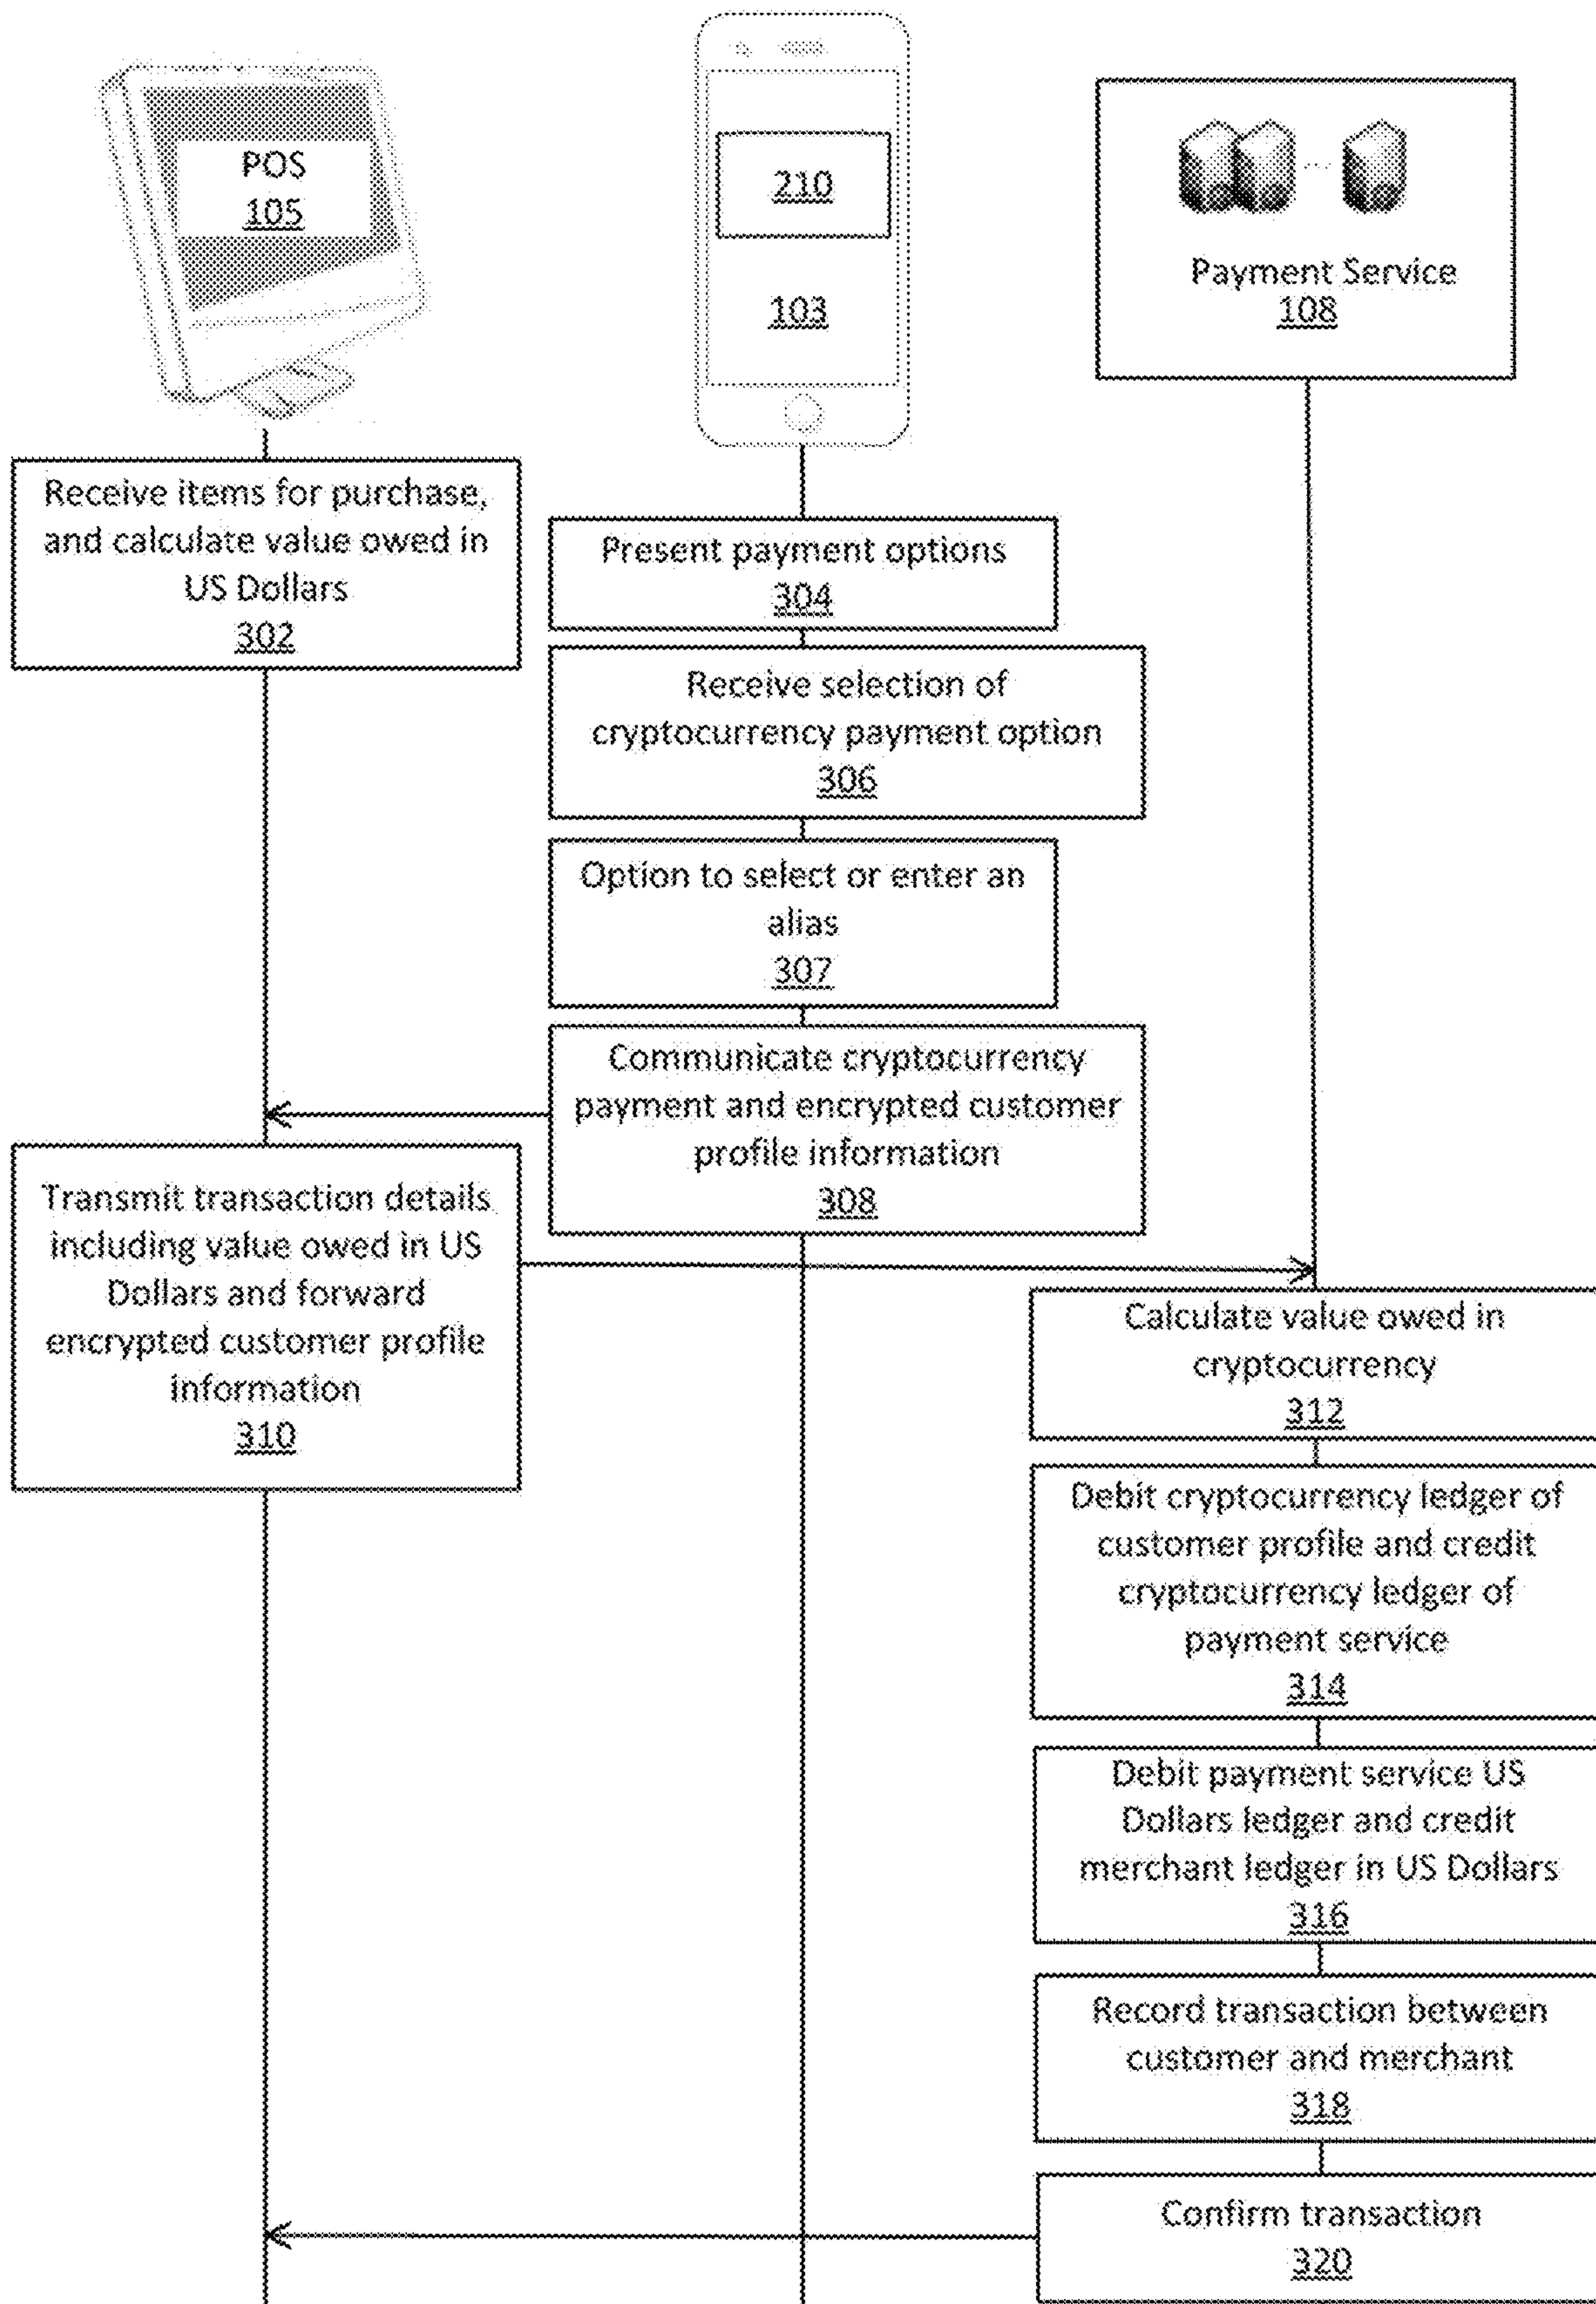 POS
105
210
103
Payment Service
108
Receive items for purchase,
and calculate value owed in
US Dollars
302
Present payment options
304
Receive selection of
cryptocurrency payment option
306
Option to select or enter an
alias
307
Communicate cryptocurrency
payment and encrypted customer
profile information
308
Transmit transaction details
including value owed in US
Dollars and forward
encrypted customer profile
information
310
Calculate value owed in
cryptocurrency
312
Debit cryptocurrency ledger of
customer profile and credit
cryptocurrency ledger of
payment service
314
Debit payment service US
Dollars ledger and credit
merchant ledger in US Dollars
316
Record transaction between
customer and merchant
318
Confirm transaction
320